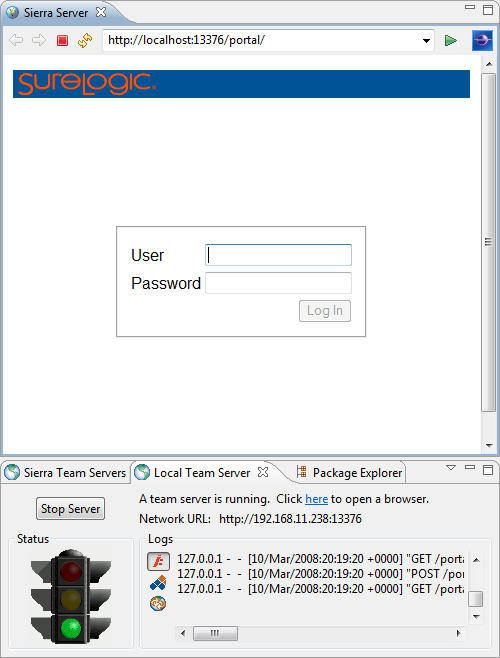 Sierra Server
http://localhost:13376/portal/
SureLogic.
User
Password
Log In
Sierra Team Servers
Local Team Server
Package Explorer
Stop Server
A team server is running. Click here to open a browser.
Network URL: http://192.168.11.238:13376
Status
Logs
127.0.0.1 - - [10/Mar/2008:20:19:20 +0000] "GET /porta
127.0.0.1 - - [10/Mar/2008:20:19:20 +0000] "POST /por
127.0.0.1 - - [10/Mar/2008:20:19:20 +0000] "GET /porta